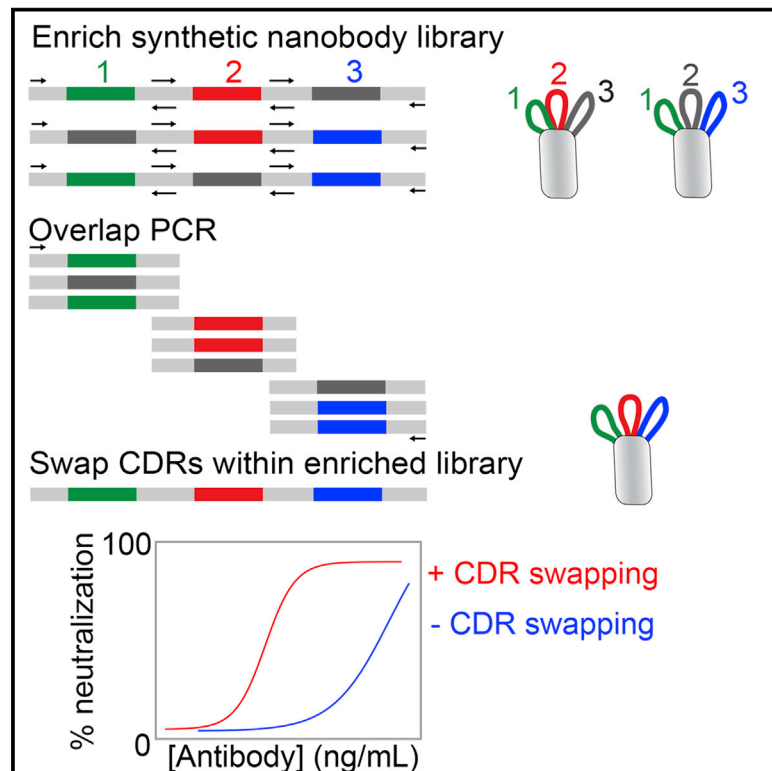 Enrich synthetic nanobody library
1 2 3
1 2 3
1 2 3
Overlap PCR
Swap CDRs within enriched library
100
% neutralization
0
+ CDR swapping
- CDR swapping
[Antibody] (ng/mL)